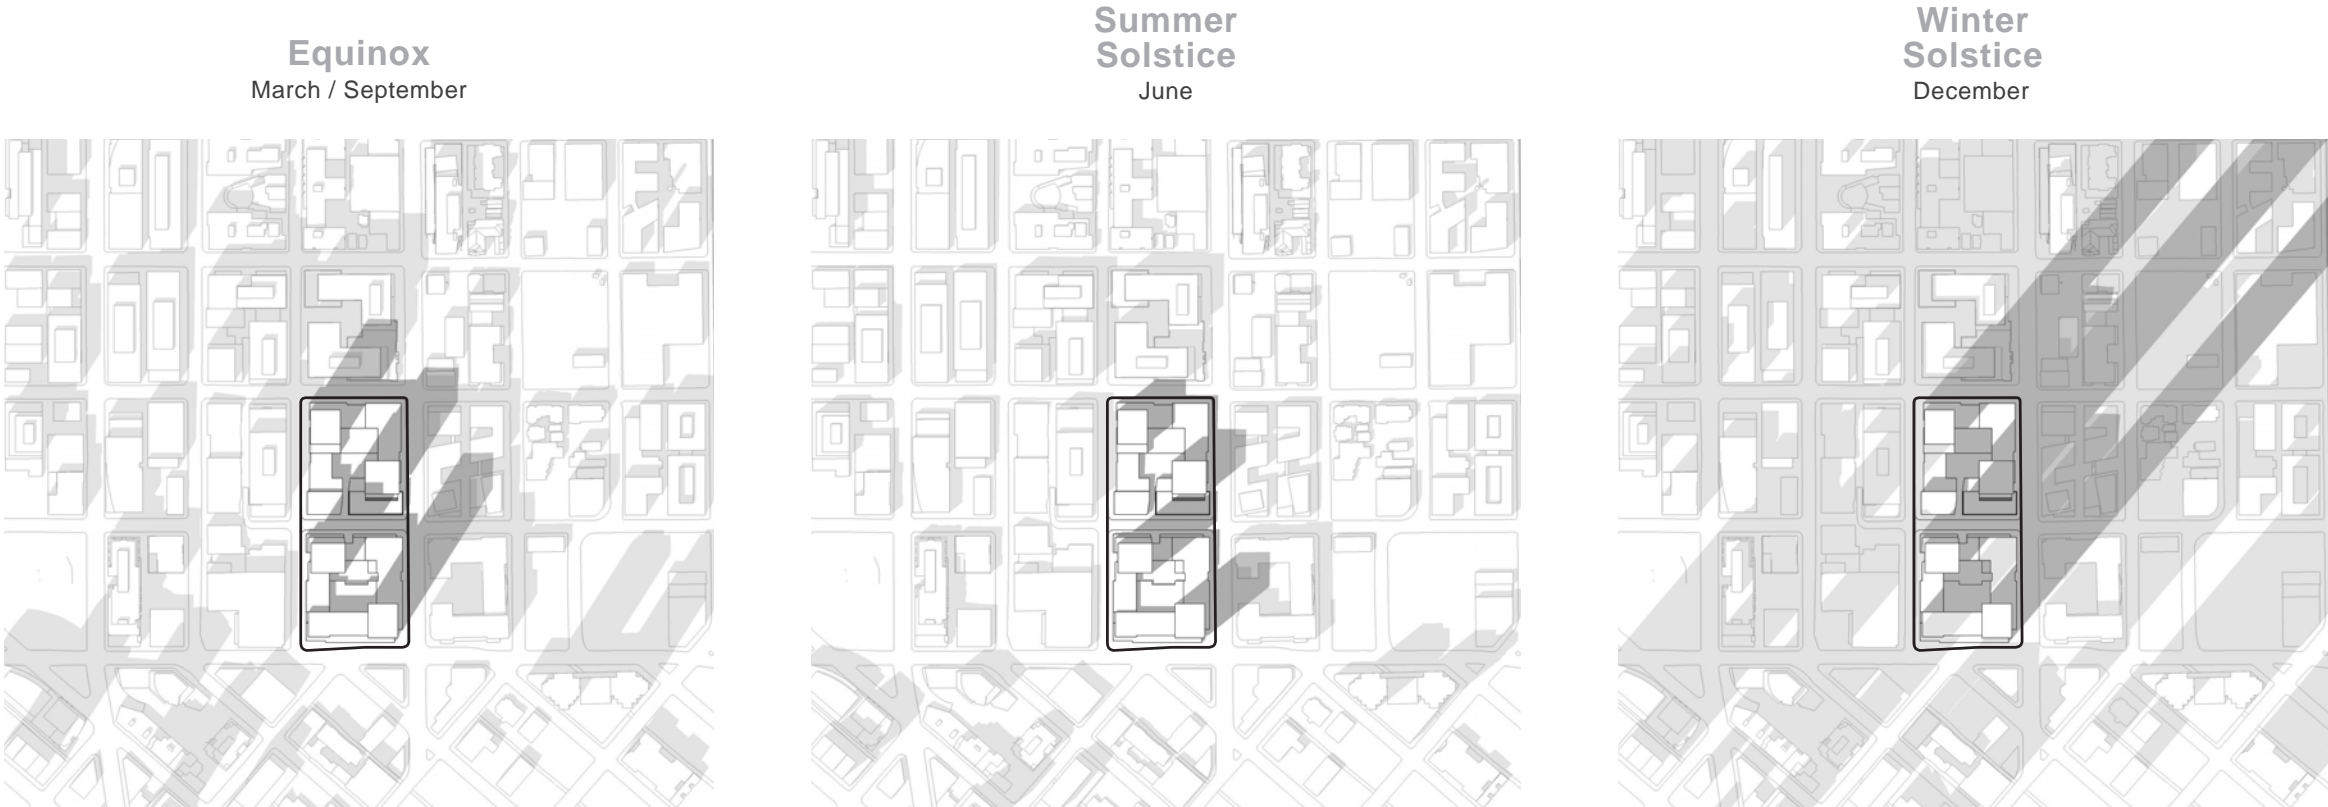 Equinox
March / September
Summer
Solstice
June
Winter
Solstice
December